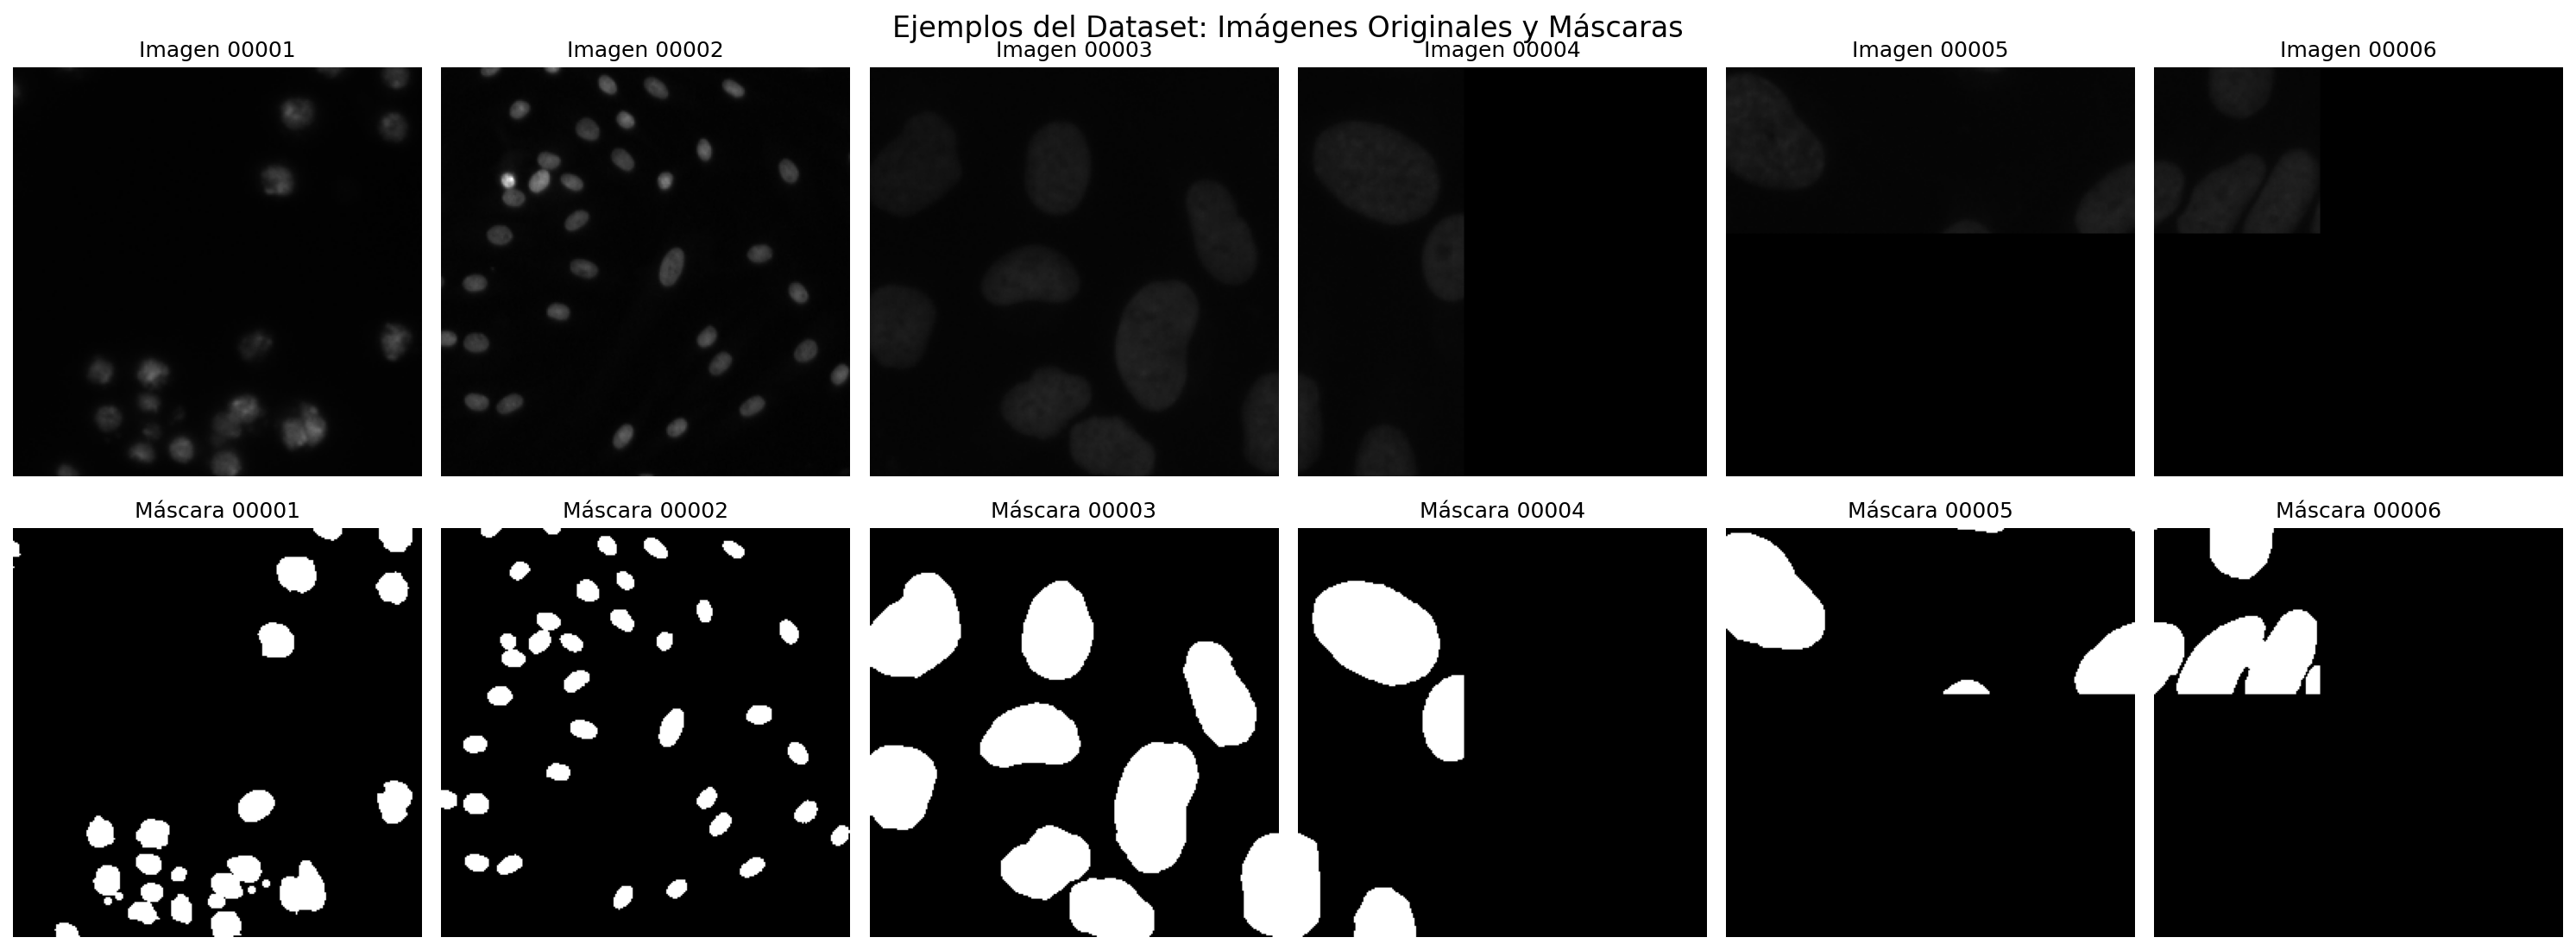 Ejemplos del Dataset: Imágenes Originales y Máscaras
Imagen 00001
Imagen 00002
Imagen 00003
Imagen 00004
Imagen 00005
Imagen 00006
Máscara 00001
Máscara 00002
Máscara 00003
Máscara 00004
Máscara 00005
Máscara 00006